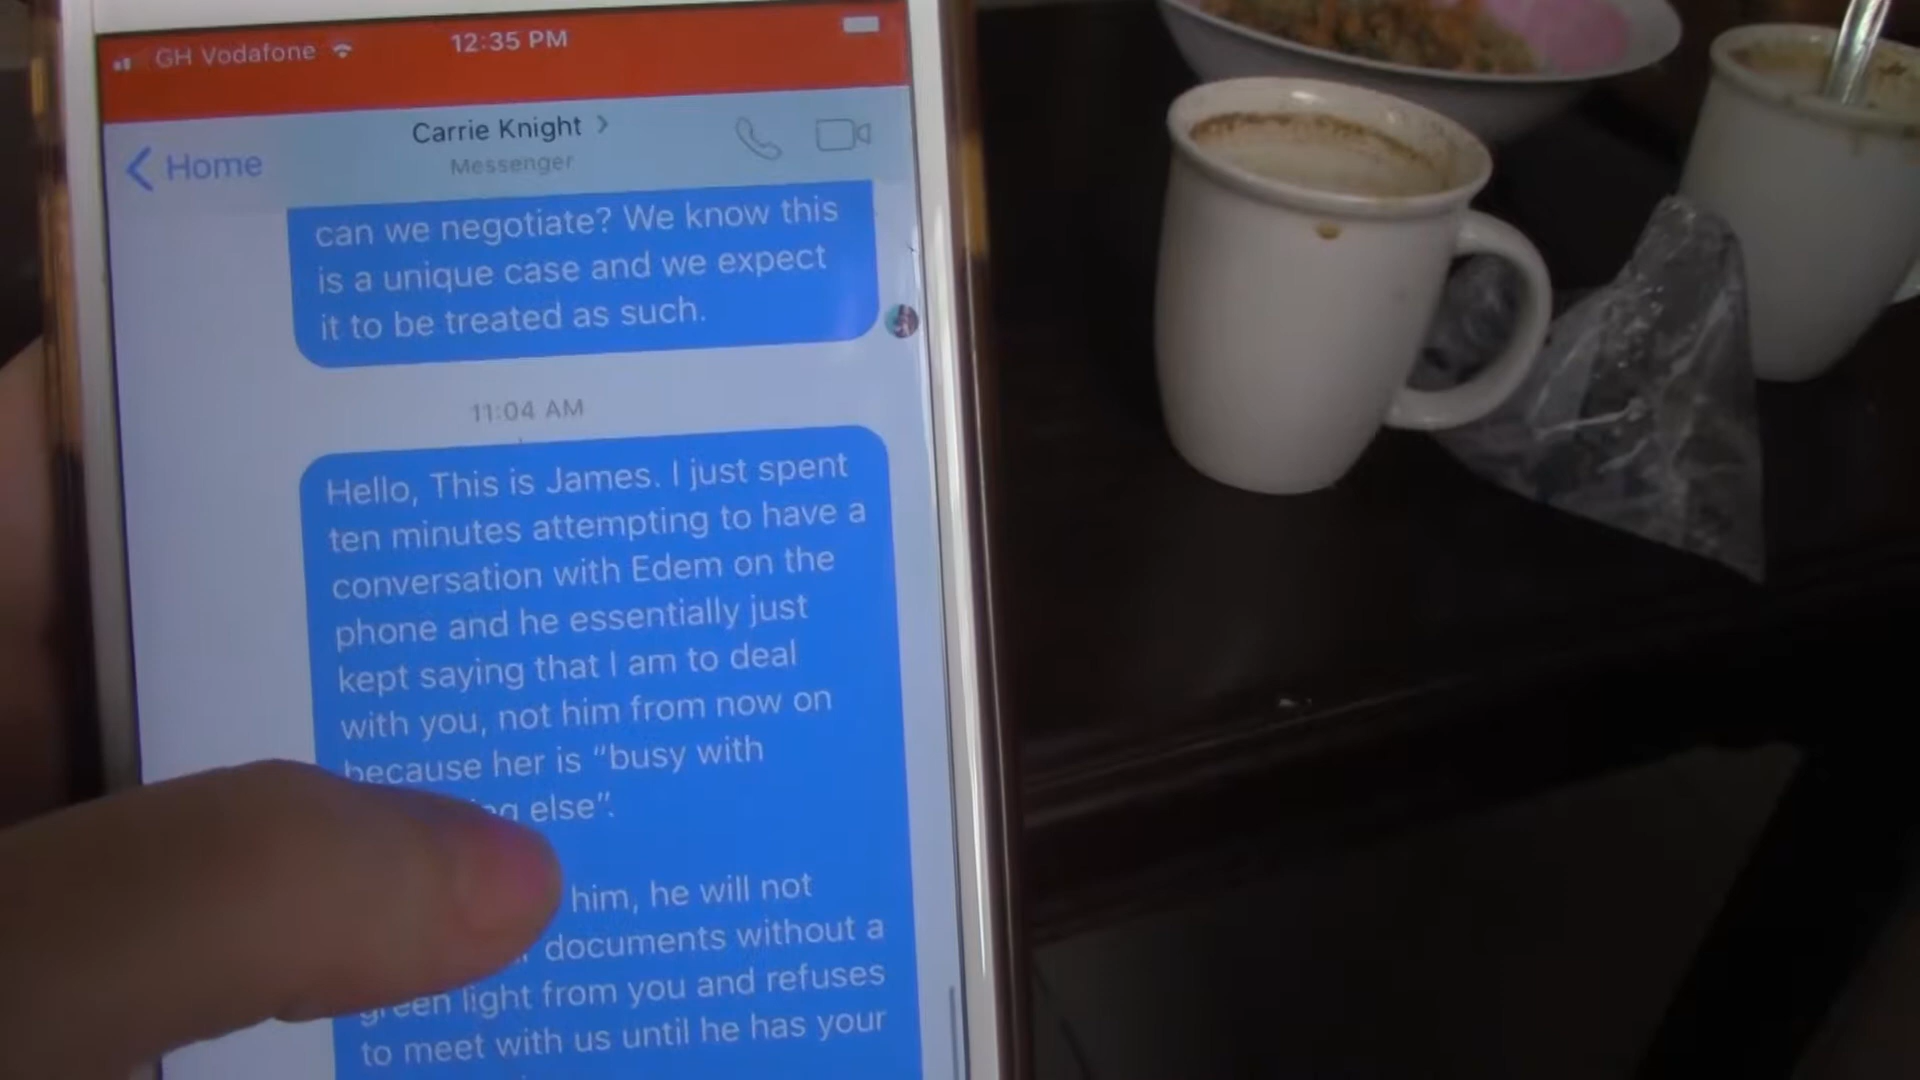 GH Vodafone
12:35 PM
Home
Carrie Knight
Messenger
can we negotiate? We know this
is a unique case and we expect
it to be treated as such.
11:04 AM
Hello, This is James. I just spent
ten minutes attempting to have a
conversation with Edem on the
phone and he essentially just
kept saying that I am to deal
with you, not him from now on
because her is "busy with
else".
him, he will not
documents without a
green light from you and refuses
to meet with us until he has your